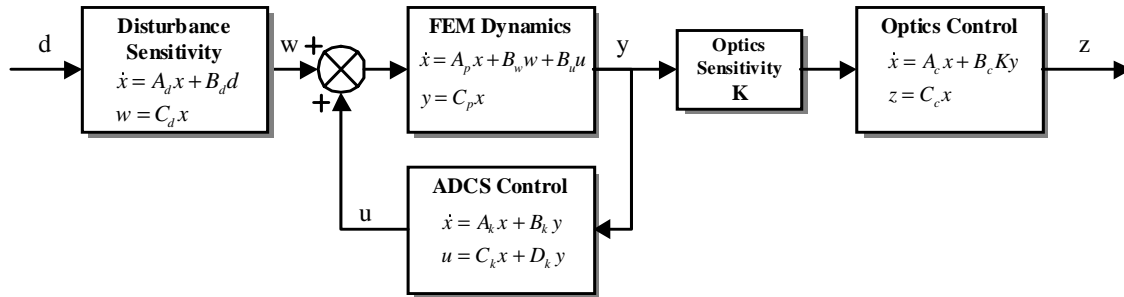 d
Disturbance
Sensitivity
ẋ = A_d x + B_d d
w = C_d x
w
+
+
FEM Dynamics
ẋ = A_p x + B_w w + B_u u
y = C_p x
y
Optics
Sensitivity
K
Optics Control
ẋ = A_c x + B_c Ky
z = C_c x
z
u
ADCS Control
ẋ = A_k x + B_k y
u = C_k x + D_k y